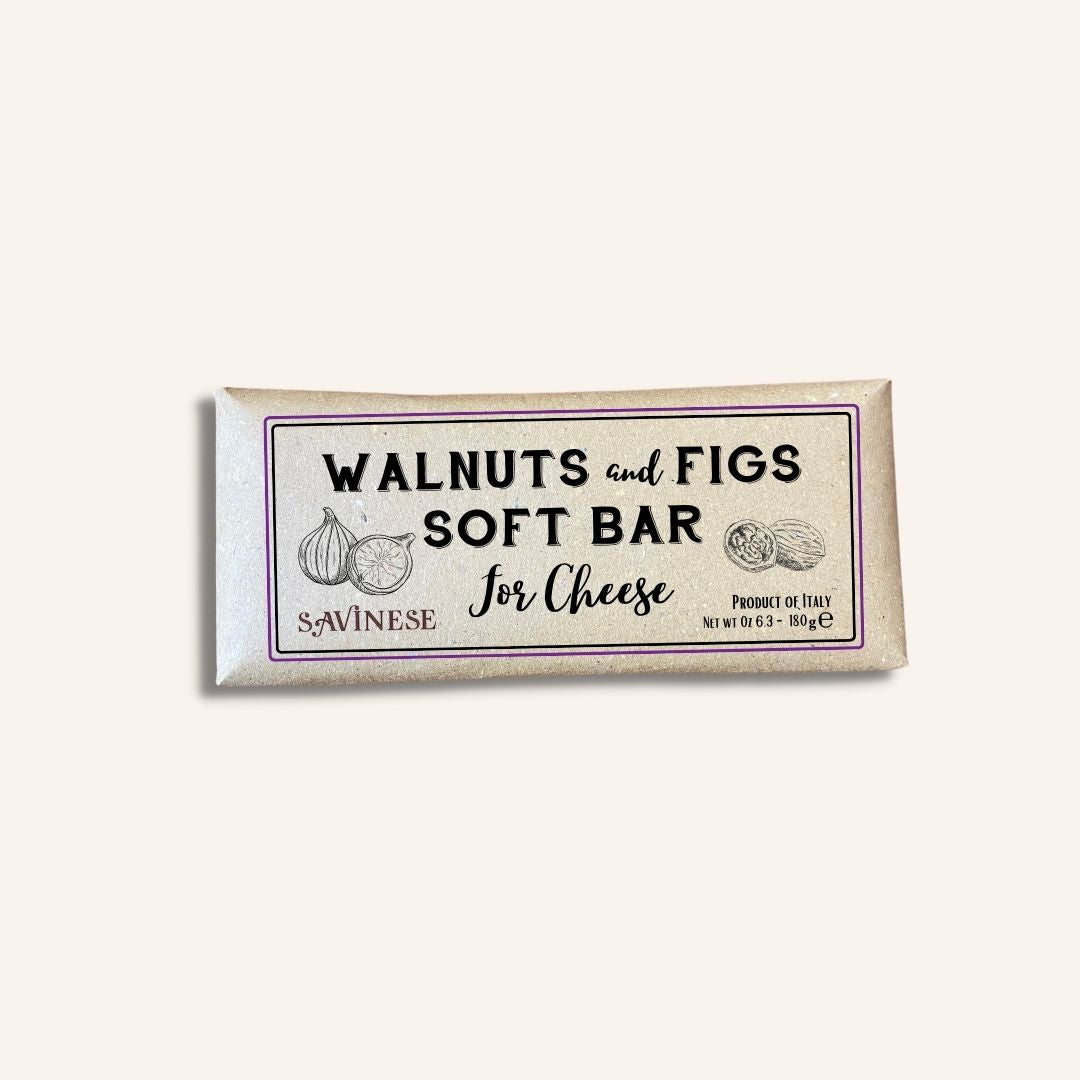 WALNUTS and FIGS
SOFT BAR
for Cheese
SAVINESE
PRODUCT OF ITALY
NET WT OZ 6.3 - 180g ℮